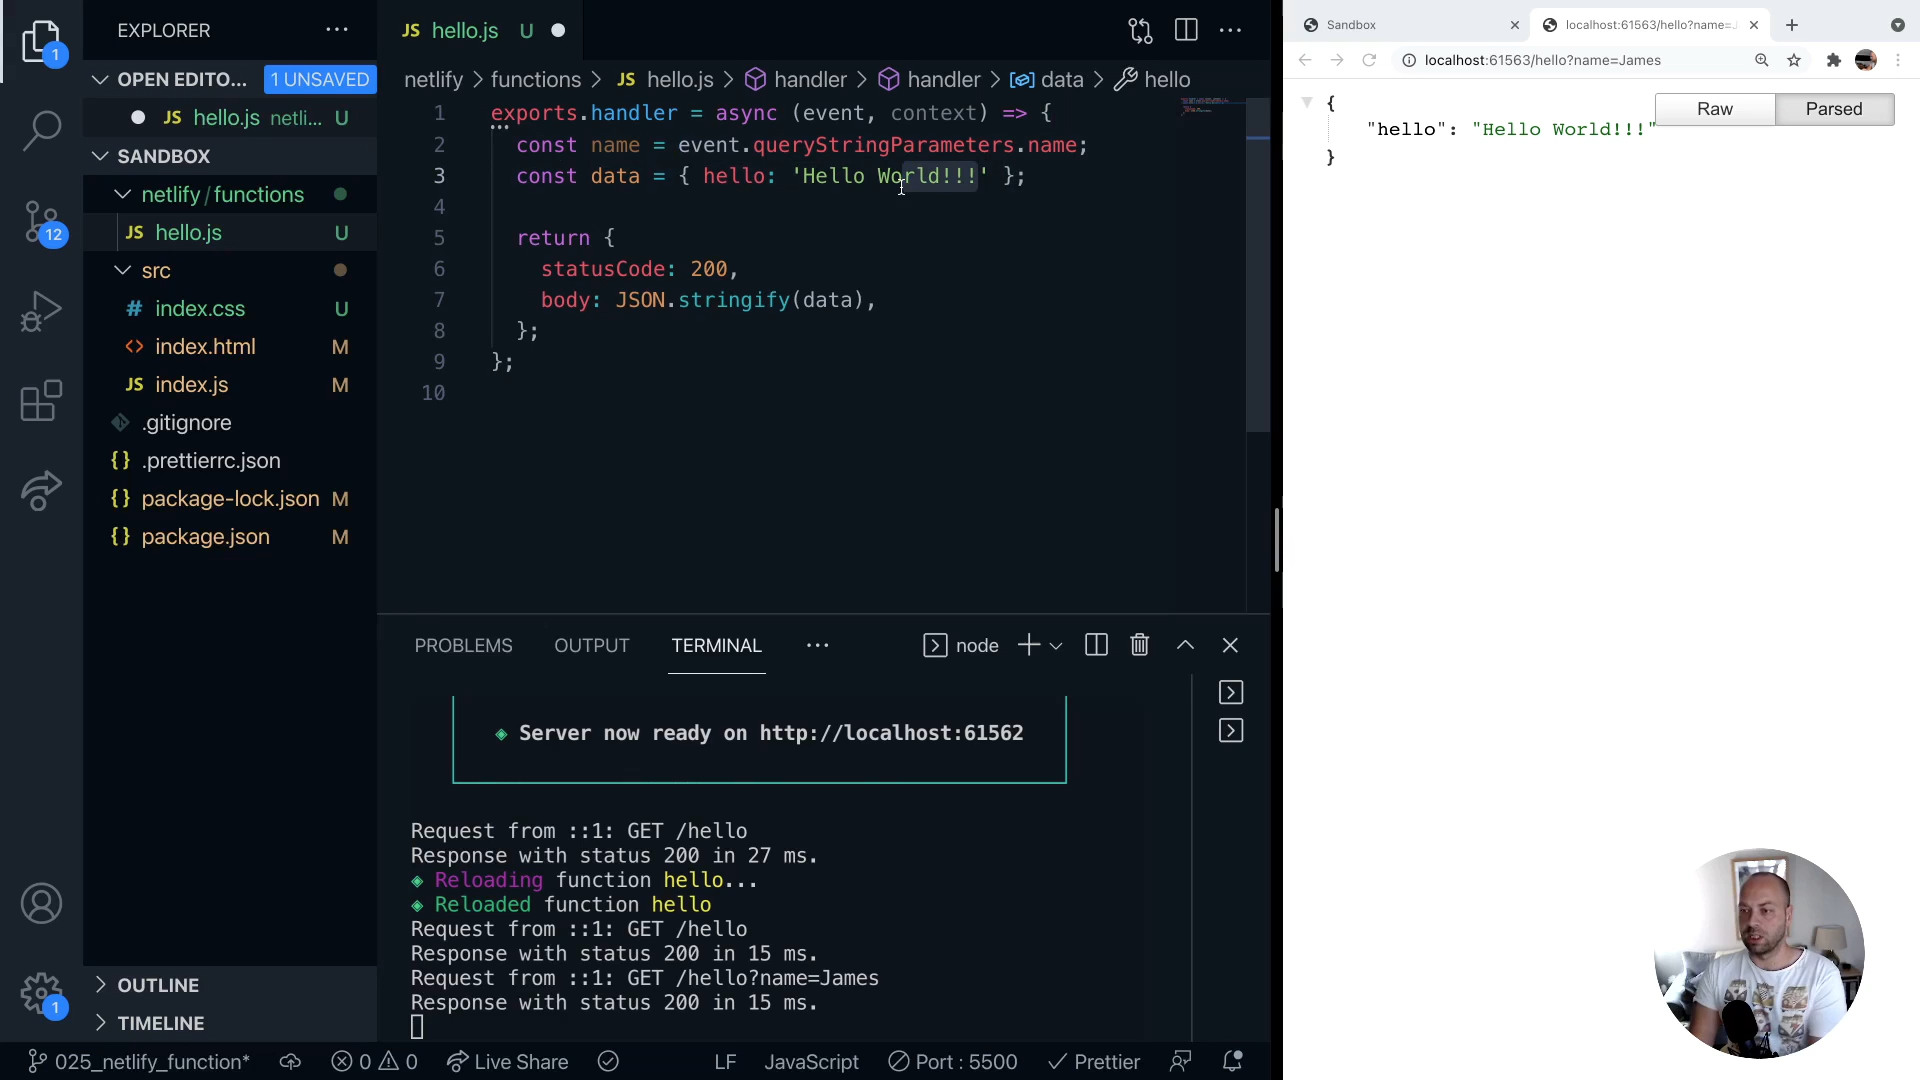 EXPLORER
OPEN EDITO... 1 UNSAVED
JS hello.js netli... U
SANDBOX
netlify/functions
JS hello.js U
src
# index.css U
<> index.html M
JS index.js M
.gitignore
{} .prettierrc.json
{} package-lock.json M
{} package.json M
OUTLINE
TIMELINE
1
12
1
JS hello.js U
netlify > functions > JS hello.js > handler > handler > data > hello
1 exports.handler = async (event, context) => {
2 const name = event.queryStringParameters.name;
3 const data = { hello: 'Hello World!!!' };
4
5 return {
6 statusCode: 200,
7 body: JSON.stringify(data),
8 };
9 };
10
PROBLEMS OUTPUT TERMINAL ... node
Server now ready on http://localhost:61562
Request from ::1: GET /hello
Response with status 200 in 27 ms.
Reloading function hello...
Reloaded function hello
Request from ::1: GET /hello
Response with status 200 in 15 ms.
Request from ::1: GET /hello?name=James
Response with status 200 in 15 ms.
025_netlify_function* 0 0 Live Share LF JavaScript Port : 5500 Prettier
Sandbox
localhost:61563/hello?name=J
localhost:61563/hello?name=James
Raw Parsed
{
"hello": "Hello World!!!"
}